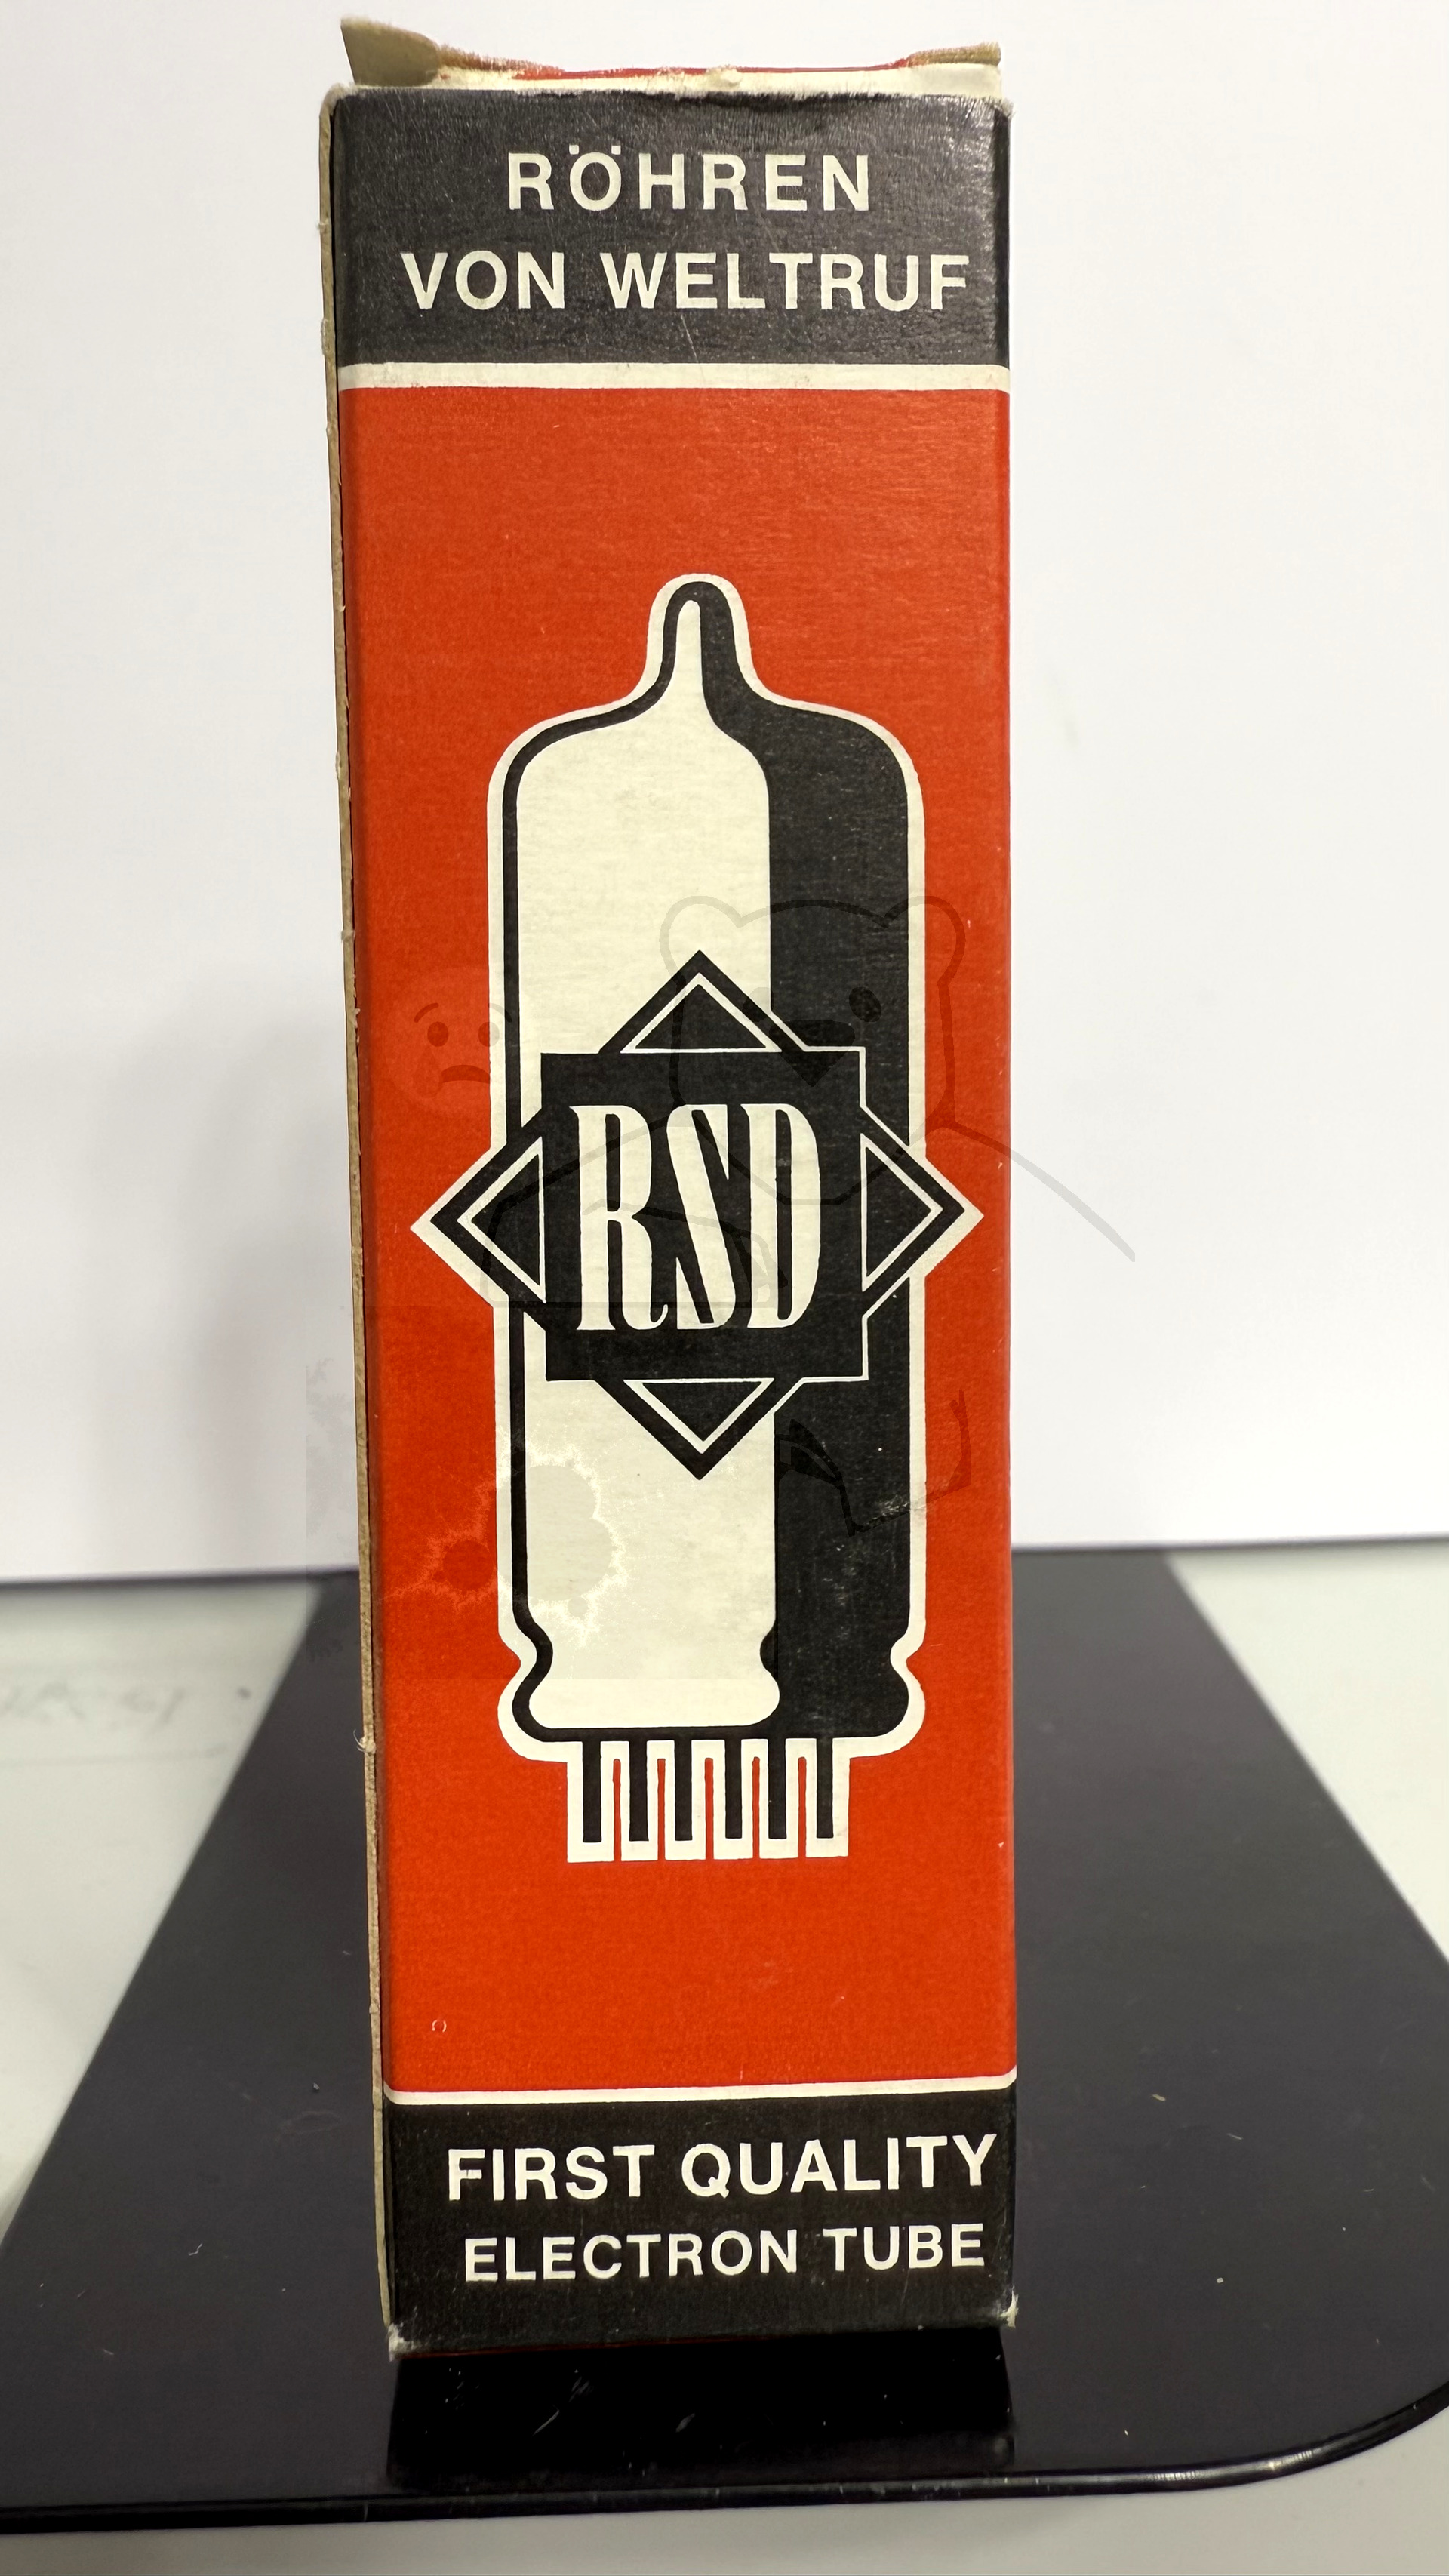 RÖHREN
VON WELTRUF
RSD
FIRST QUALITY
ELECTRON TUBE